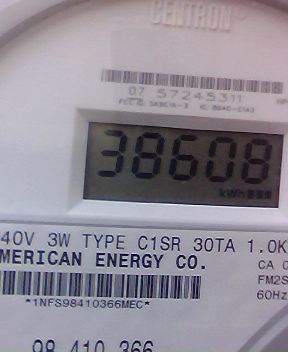 CENTRON®
07 57245311
38608
kWh
40V 3W TYPE C1SR 30TA 1.0K
MERICAN ENERGY CO.
CA 0
FM2S
60Hz
*1NFS98410366MEC*
98 410 366